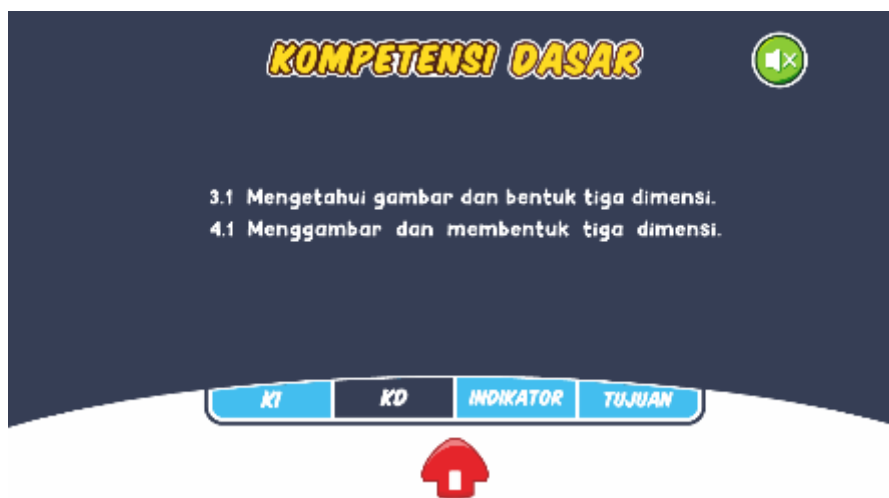 KOMPETENSI DASAR
3.1 Mengetahui gambar dan bentuk tiga dimensi.
4.1 Menggambar dan membentuk tiga dimensi.
KI KD INDIKATOR TUJUAN